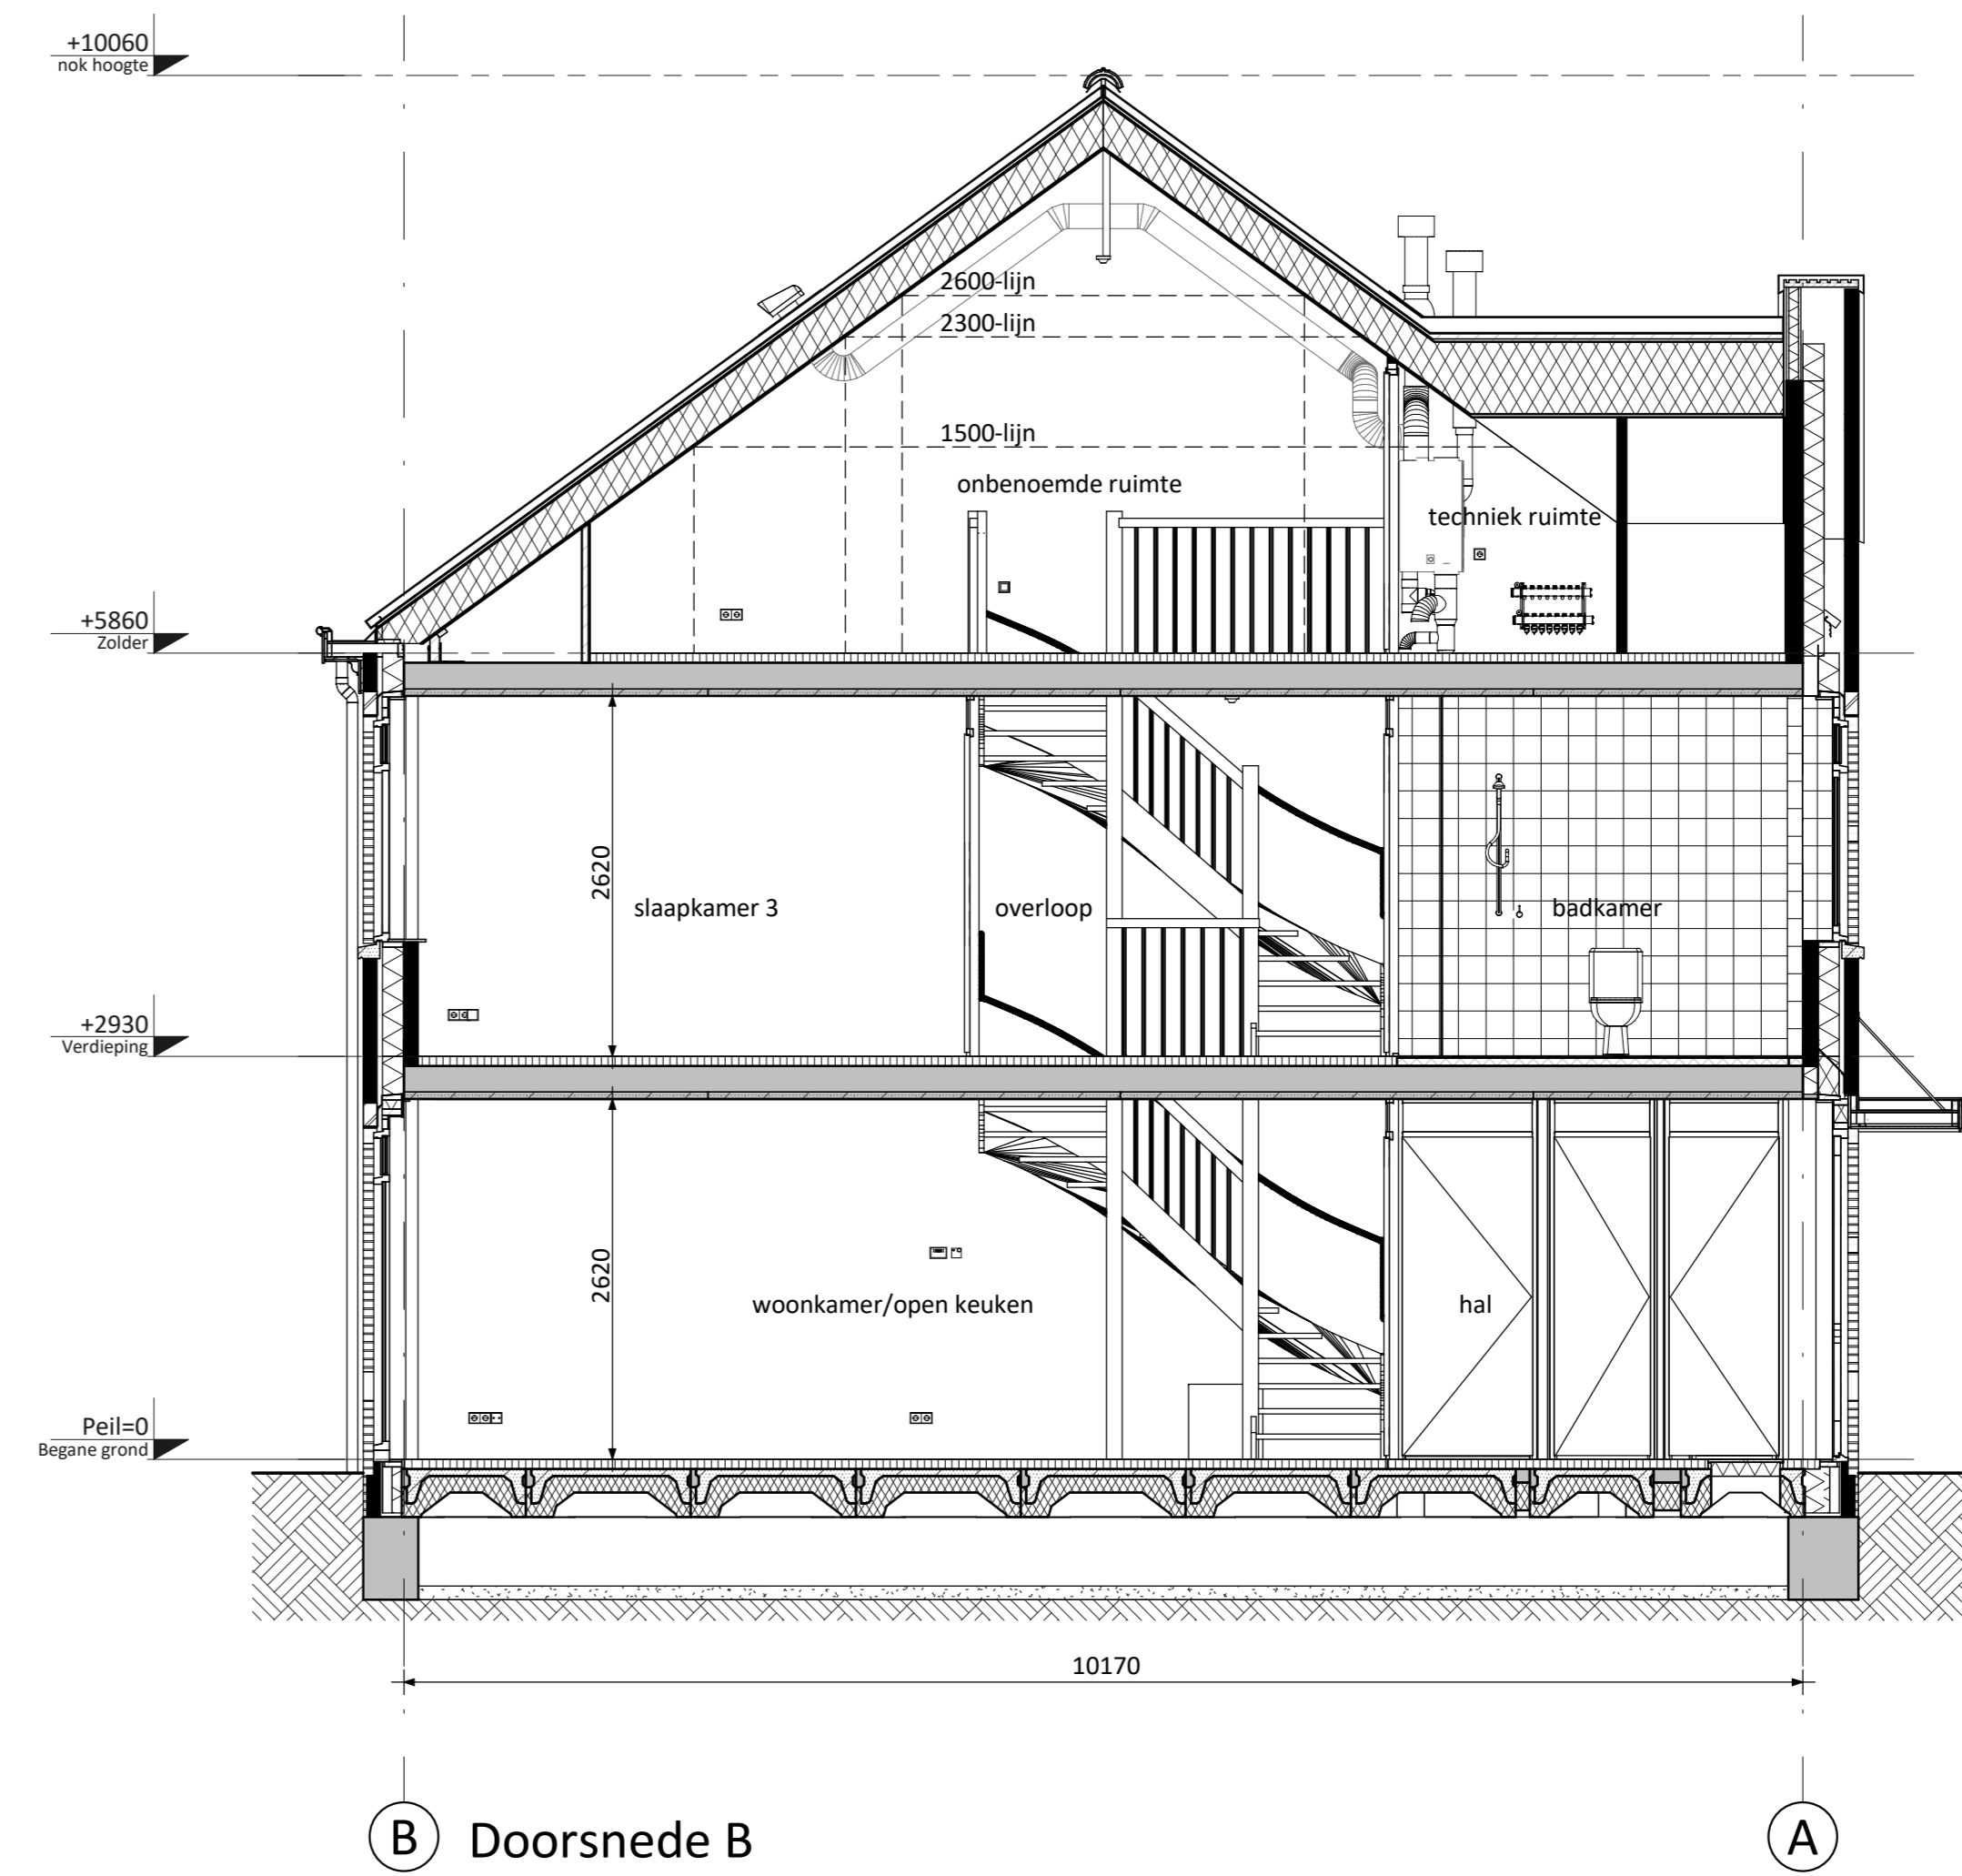 +10060
nok hoogte
2600-lijn
2300-lijn
1500-lijn
onbenoemde ruimte
techniek ruimte
+5860
Zolder
2620
slaapkamer 3
overloop
badkamer
+2930
Verdieping
2620
woonkamer/open keuken
hal
Peil=0
Begane grond
10170
B
Doorsnede B
A